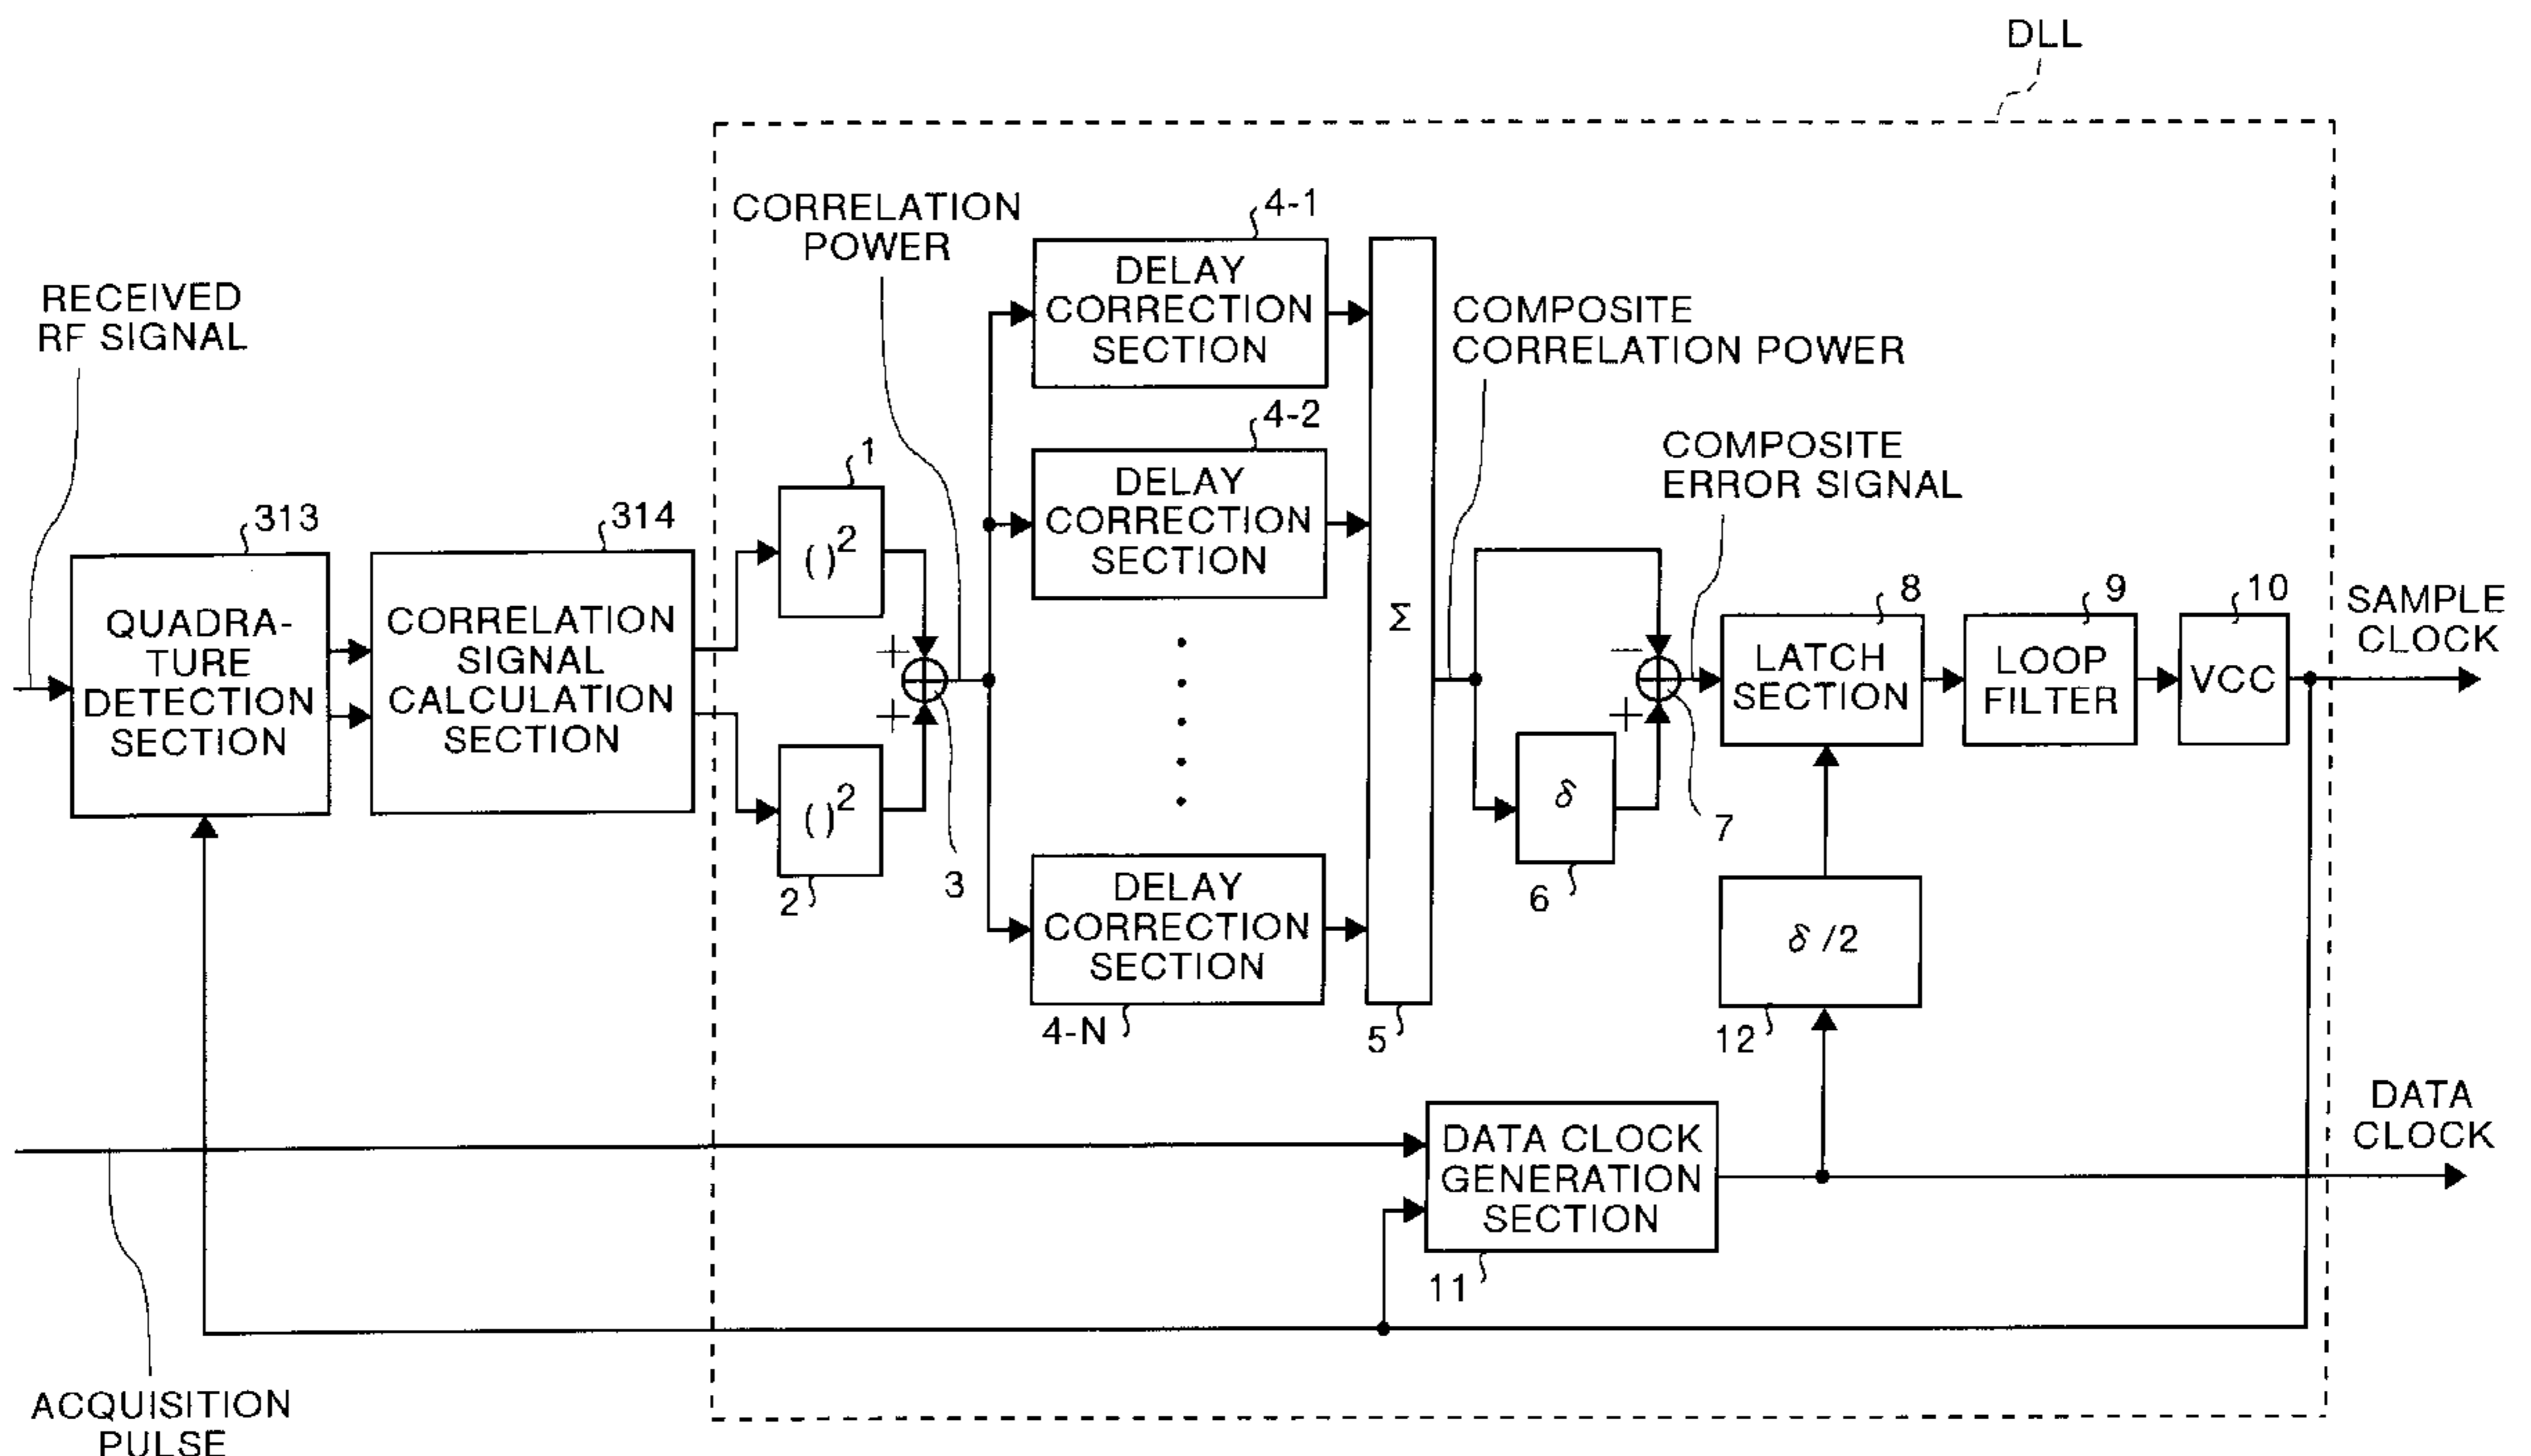 DLL
CORRELATION
POWER
4-1
DELAY
CORRECTION
SECTION
RECEIVED
RF SIGNAL
COMPOSITE
CORRELATION POWER
4-2
DELAY
CORRECTION
SECTION
COMPOSITE
ERROR SIGNAL
1
( )2
313
QUADRA-
TURE
DETECTION
SECTION
314
CORRELATION
SIGNAL
CALCULATION
SECTION
+
+
3
( )2
2
Σ
5
−
+
7
δ
6
8
LATCH
SECTION
9
LOOP
FILTER
10
VCC
SAMPLE
CLOCK
DELAY
CORRECTION
SECTION
4-N
δ /2
12
DATA CLOCK
GENERATION
SECTION
11
DATA
CLOCK
ACQUISITION
PULSE